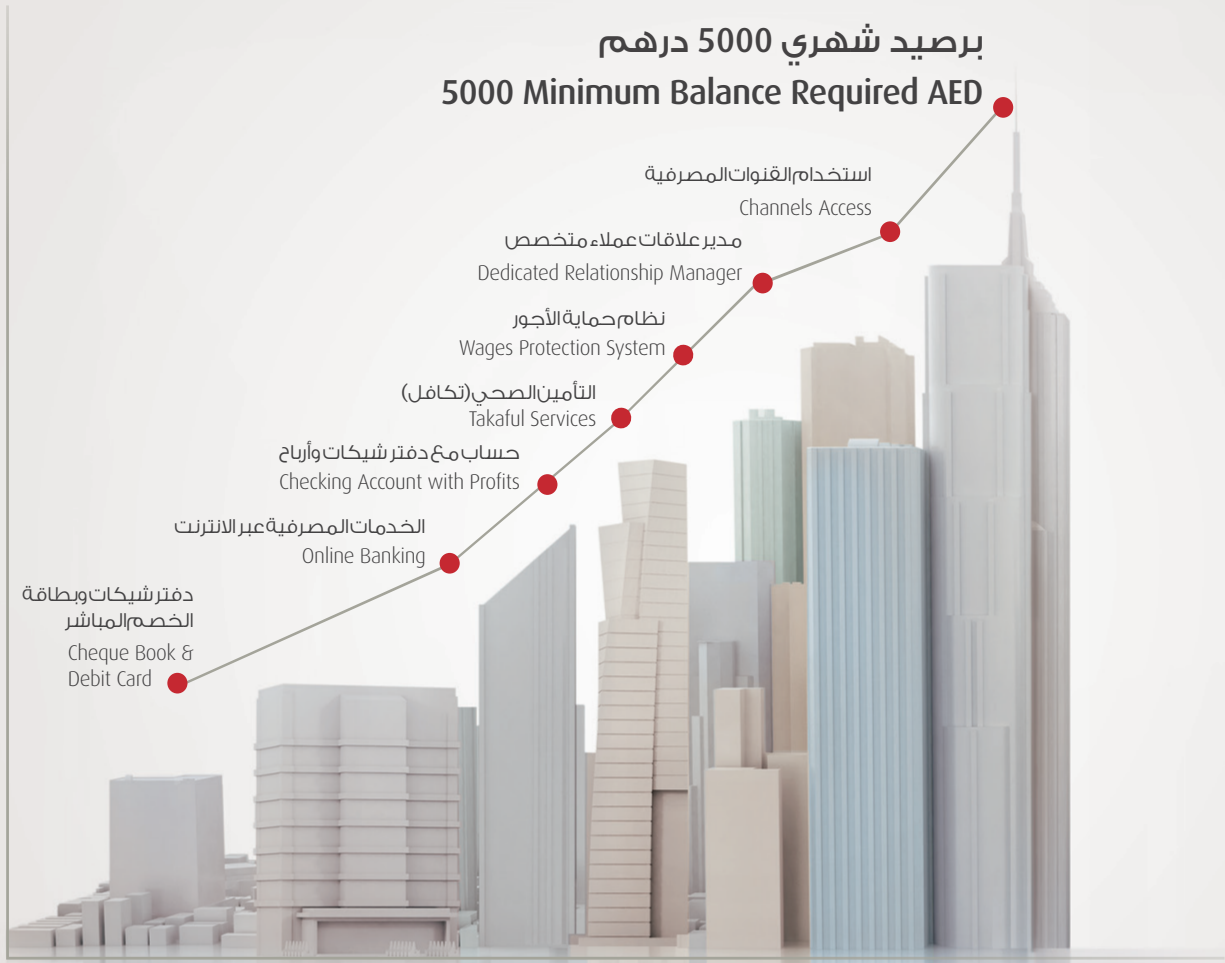 برصيد شهري 5000 درهم
5000 Minimum Balance Required AED
استخدام القنوات المصرفية
Channels Access
مدير علاقات عملاء متخصص
Dedicated Relationship Manager
نظام حماية الأجور
Wages Protection System
التأمين الصحي (تكافل)
Takaful Services
حساب مع دفتر شيكات وأرباح
Checking Account with Profits
الخدمات المصرفية عبر الانترنت
Online Banking
دفتر شيكات وبطاقة
الخصم المباشر
Cheque Book &
Debit Card